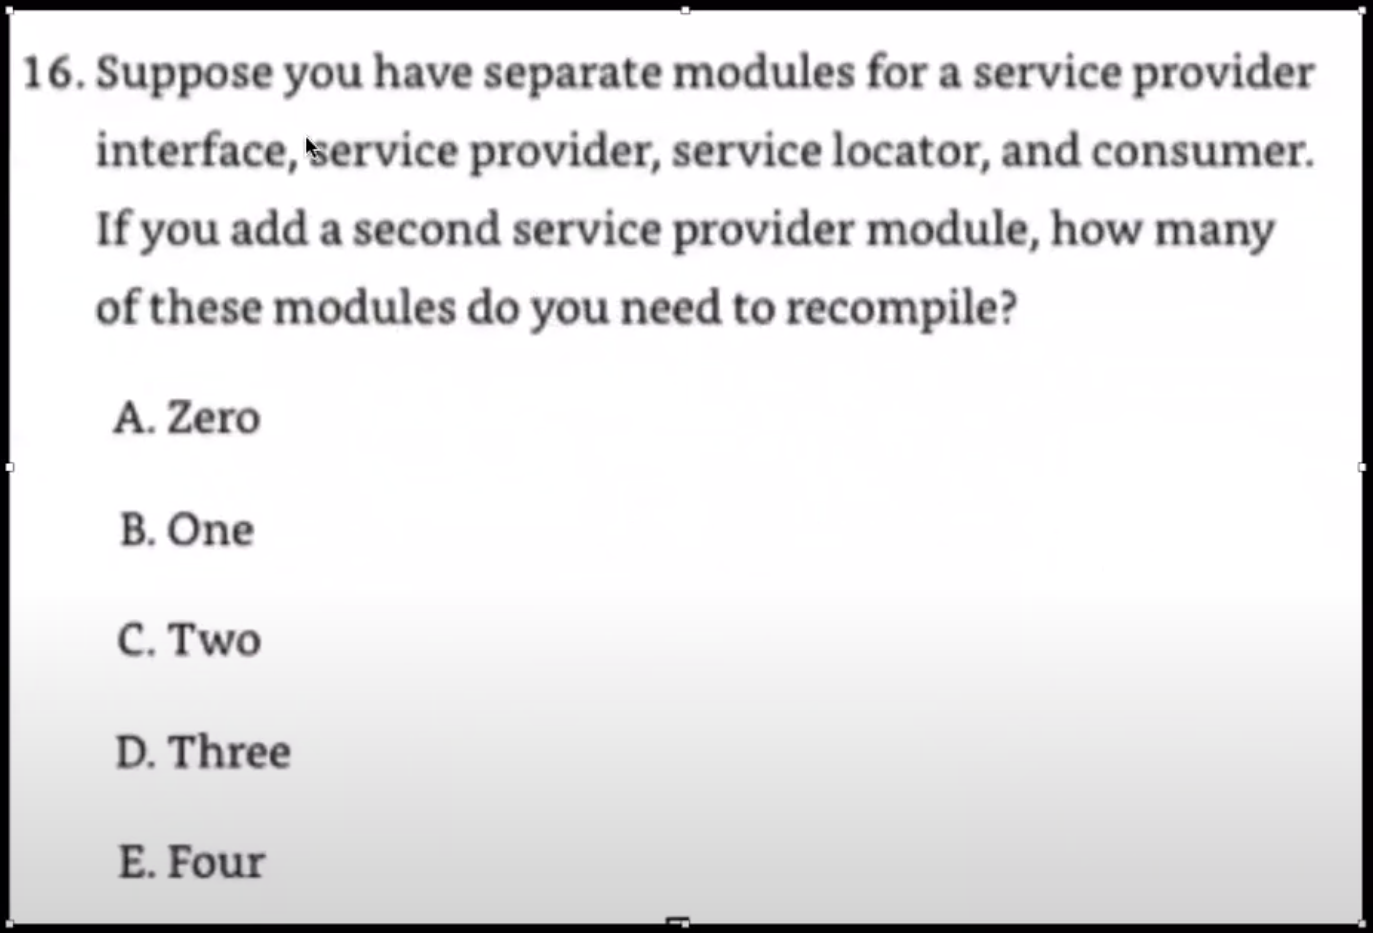 16. Suppose you have separate modules for a service provider
interface, service provider, service locator, and consumer.
If you add a second service provider module, how many
of these modules do you need to recompile?
A. Zero
B. One
C. Two
D. Three
E. Four